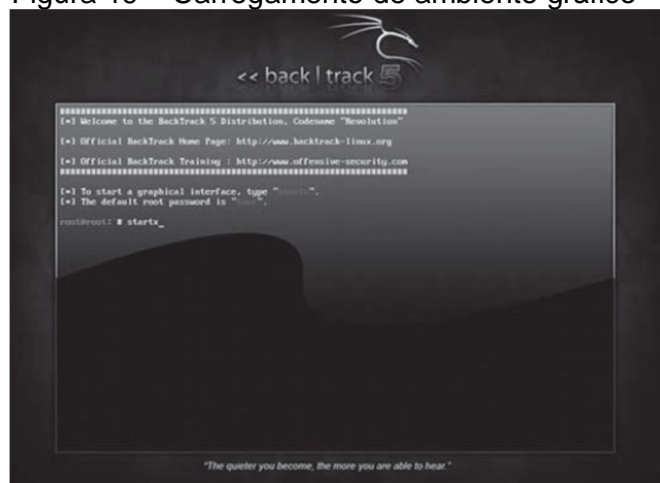 Figura 10 – Carregamento do ambiente gráfico
<< back | track 5
[*] Welcome to the BackTrack 5 Distribution, Codename "Revolution"
[*] Official BackTrack Home Page: http://www.backtrack-linux.org
[*] Official BackTrack Training : http://www.offensive-security.com
[*] To start a graphical interface, type "startx".
[*] The default root password is "".
root@root:~# startx_
"The quieter you become, the more you are able to hear."